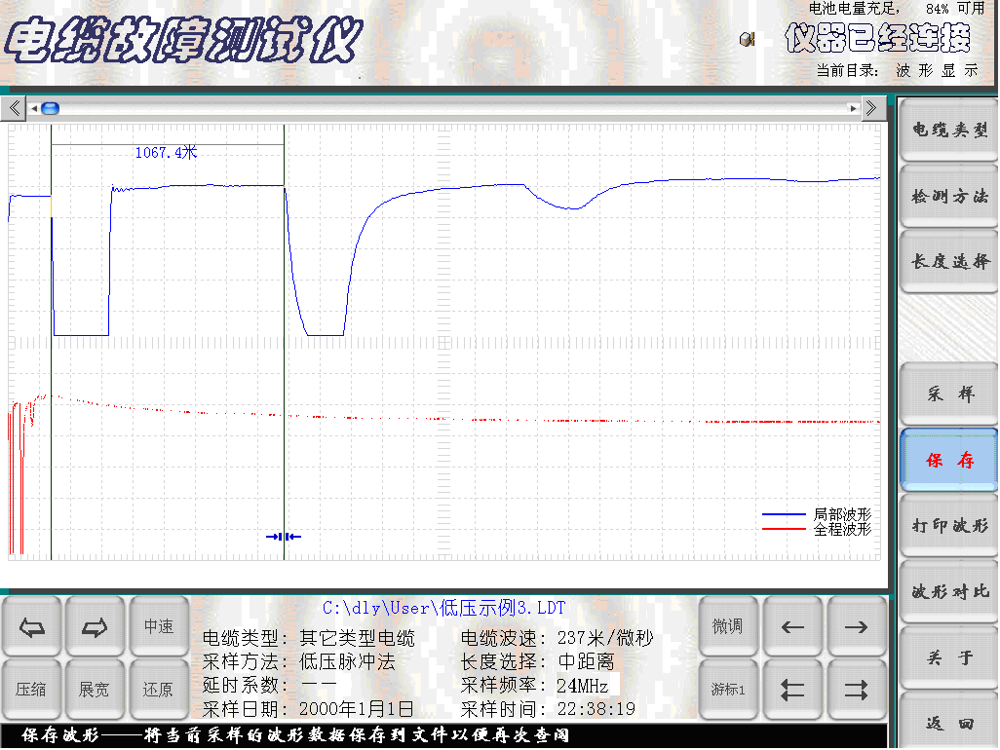 电缆故障测试仪
电池电量充足， 84% 可用
仪器已经连接
当前目录： 波 形 显 示
1067.4米
局部波形
全程波形
电缆类型
检测方法
长度选择
采 样
保 存
打印波形
波形对比
关 于
返 回
中速
压缩
展宽
还原
C:\dly\User\低压示例3.LDT
电缆类型: 其它类型电缆
电缆波速: 237米/微秒
采样方法: 低压脉冲法
长度选择: 中距离
延时系数: ——
采样频率: 24MHz
采样日期: 2000年1月1日
采样时间: 22:38:19
微调
游标1
保存波形——将当前采样的波形数据保存到文件以便再次查阅